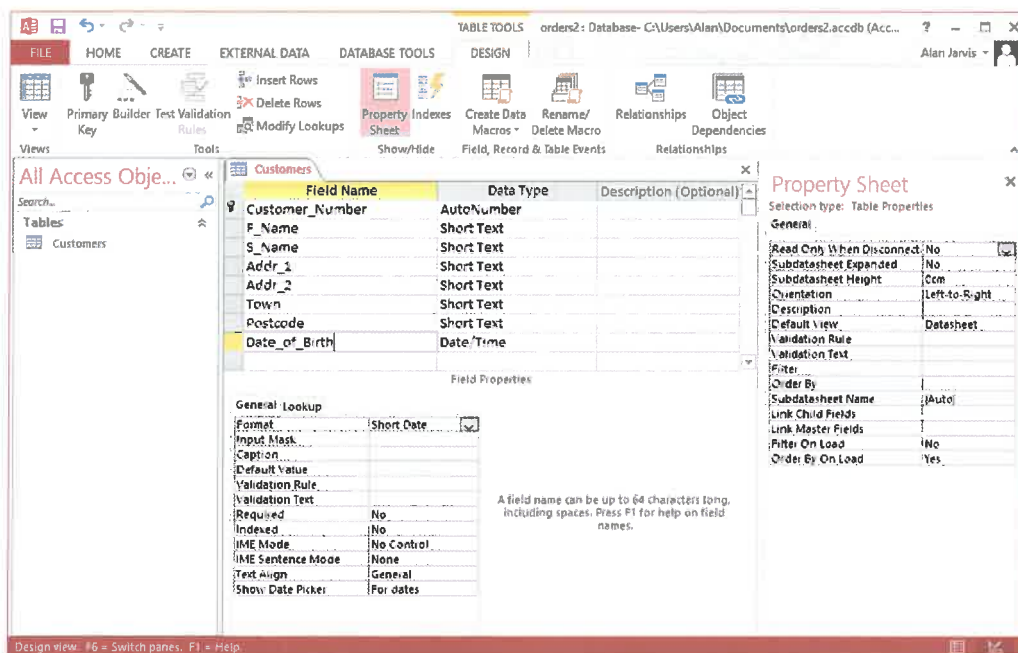 TABLE TOOLS orders2 : Database- C:\Users\Alan\Documents\orders2.accdb (Acc... ?
FILE HOME CREATE EXTERNAL DATA DATABASE TOOLS DESIGN Alan Jarvis
View Primary Key Builder Test Validation Rules
Insert Rows
Delete Rows
Modify Lookups
Property Sheet Indexes Create Data Macros Rename/ Delete Macro Relationships Object Dependencies
Views Tools Show/Hide Field, Record & Table Events Relationships
All Access Obje...
Search...
Tables
Customers
Customers
Field Name Data Type Description (Optional)
Customer_Number AutoNumber
F_Name Short Text
S_Name Short Text
Addr_1 Short Text
Addr_2 Short Text
Town Short Text
Postcode Short Text
Date_of_Birth Date/Time
Field Properties
General Lookup
Format Short Date
Input Mask
Caption
Default Value
Validation Rule
Validation Text
Required No
Indexed No
IME Mode No Control
IME Sentence Mode None
Text Align General
Show Date Picker For dates
A field name can be up to 64 characters long,
including spaces. Press F1 for help on field
names.
Property Sheet
Selection type: Table Properties
General
Read Only When Disconnect No
Subdatasheet Expanded No
Subdatasheet Height 0cm
Orientation Left-to-Right
Description
Default View Datasheet
Validation Rule
Validation Text
Filter
Order By
Subdatasheet Name [Auto]
Link Child Fields
Link Master Fields
Filter On Load No
Order By On Load Yes
Design view. F6 = Switch panes. F1 = Help.